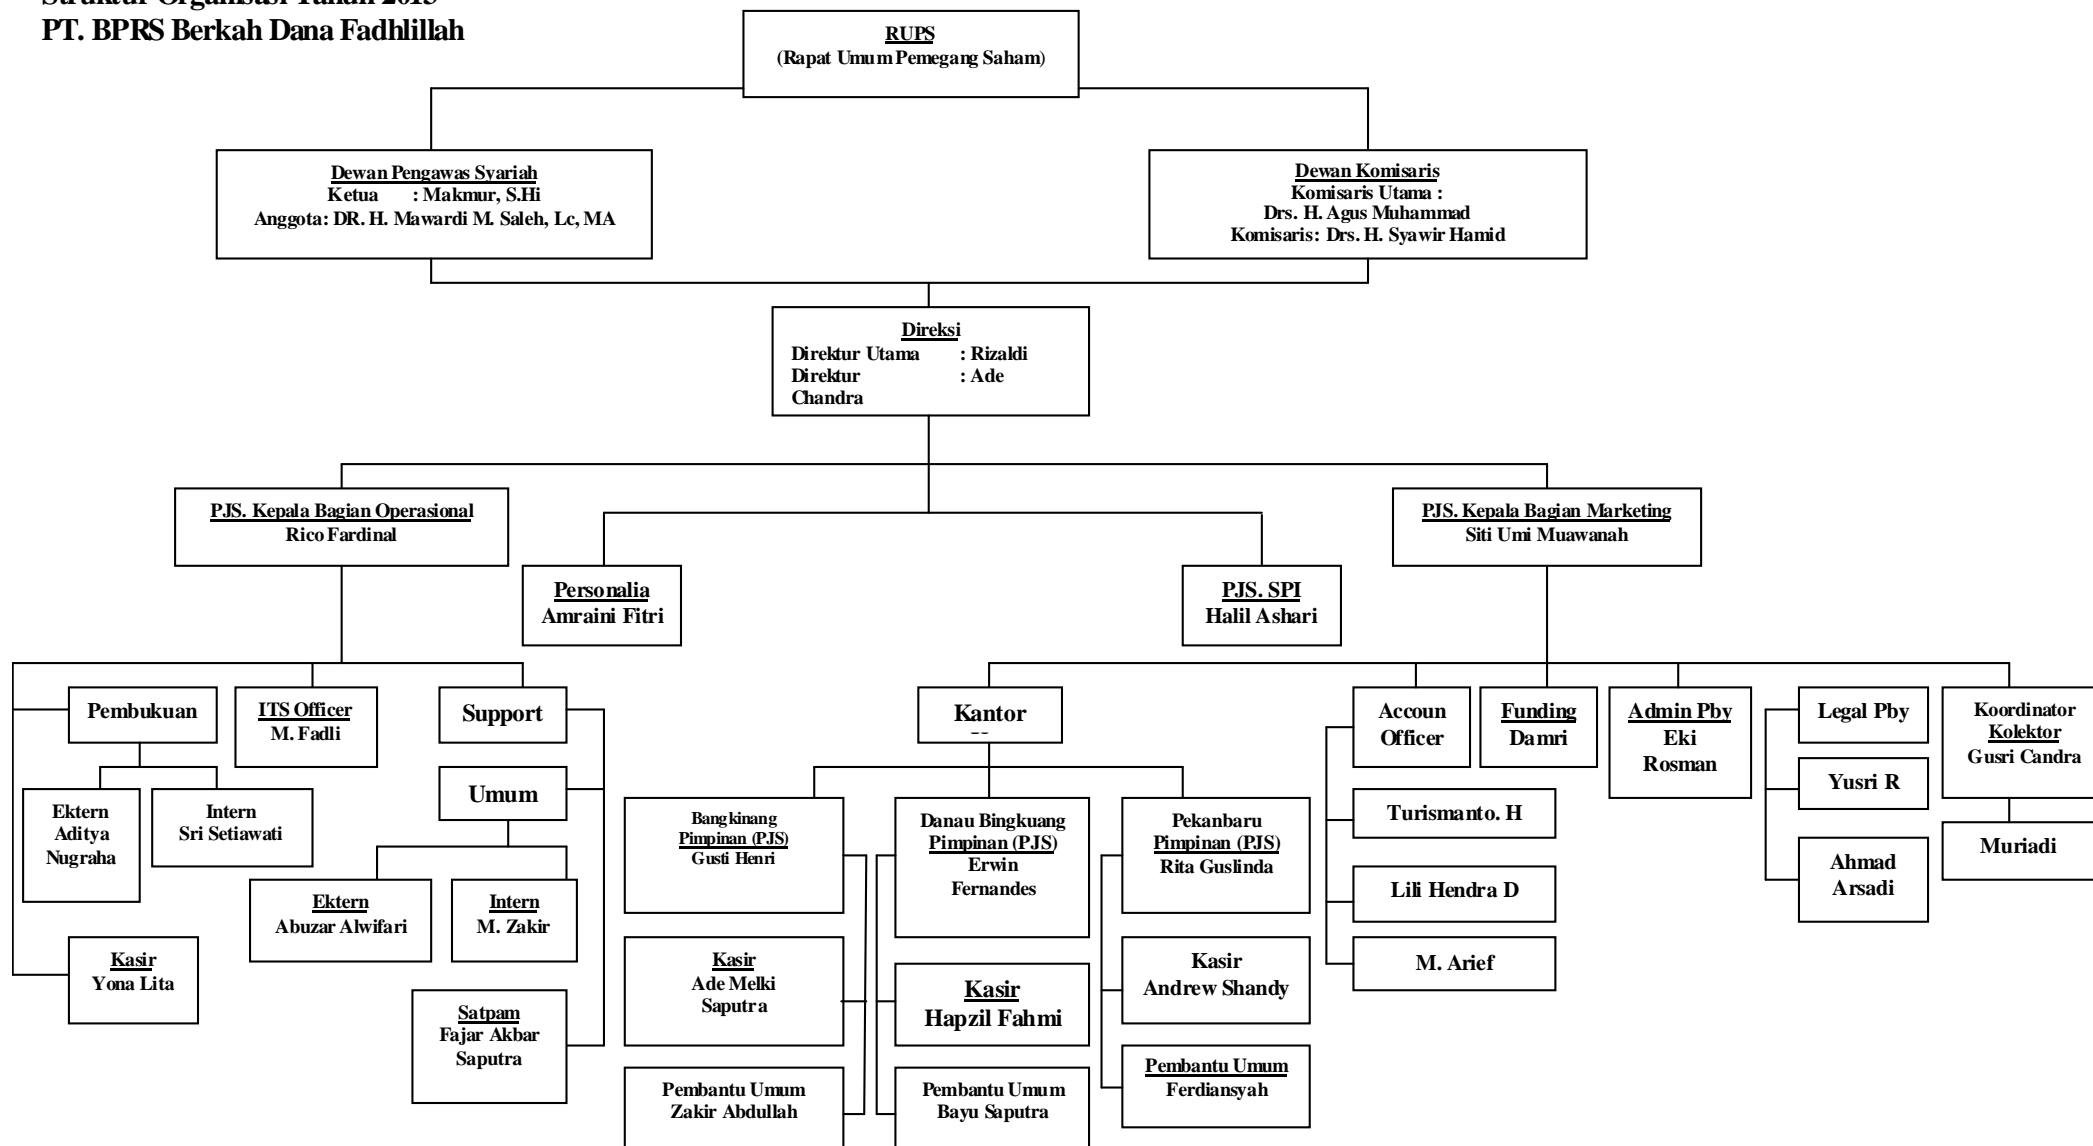 Struktur Organisasi Tahun 2013
PT. BPRS Berkah Dana Fadhlillah
RUPS
(Rapat Umum Pemegang Saham)
Dewan Pengawas Syariah
Ketua : Makmur, S.Hi
Anggota: DR. H. Mawardi M. Saleh, Lc, MA
Dewan Komisaris
Komisaris Utama :
Drs. H. Agus Muhammad
Komisaris: Drs. H. Syawir Hamid
Direksi
Direktur Utama : Rizaldi
Direktur : Ade
Chandra
PJS. Kepala Bagian Operasional
Rico Fardinal
PJS. Kepala Bagian Marketing
Siti Umi Muawanah
Personalia
Amraini Fitri
PJS. SPI
Halil Ashari
Pembukuan
ITS Officer
M. Fadli
Support
Kantor
Accoun
Officer
Funding
Damri
Admin Pby
Eki
Rosman
Legal Pby
Koordinator
Kolektor
Gusri Candra
Ektern
Aditya
Nugraha
Intern
Sri Setiawati
Umum
Bangkinang
Pimpinan (PJS)
Gusti Henri
Danau Bingkuang
Pimpinan (PJS)
Erwin
Fernandes
Pekanbaru
Pimpinan (PJS)
Rita Guslinda
Turismanto. H
Yusri R
Muriadi
Ektern
Abuzar Alwifari
Intern
M. Zakir
Lili Hendra D
Ahmad
Arsadi
Kasir
Yona Lita
Kasir
Ade Melki
Saputra
Kasir
Hapzil Fahmi
Kasir
Andrew Shandy
M. Arief
Satpam
Fajar Akbar
Saputra
Pembantu Umum
Zakir Abdullah
Pembantu Umum
Bayu Saputra
Pembantu Umum
Ferdiansyah